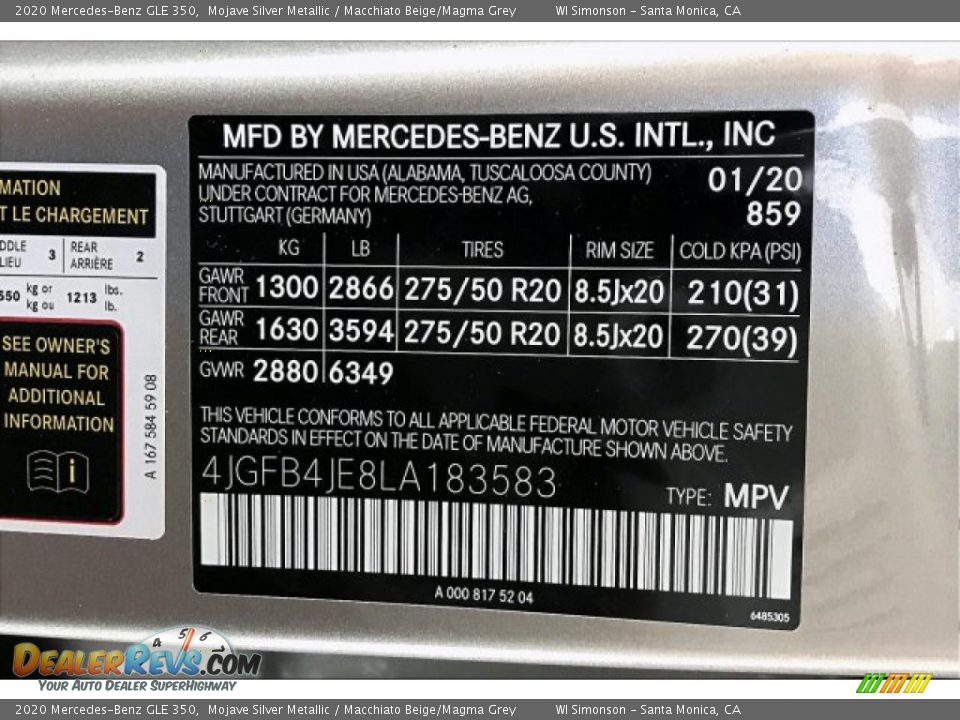 2020 Mercedes-Benz GLE 350, Mojave Silver Metallic / Macchiato Beige/Magma Grey WI Simonson - Santa Monica, CA
MATION
T LE CHARGEMENT
DDLE 3 REAR 2
LIEU ARRIÈRE
550 kg or 1213 lbs.
kg ou lb.
SEE OWNER'S
MANUAL FOR
ADDITIONAL
INFORMATION
i
A 167 584 59 08
MFD BY MERCEDES-BENZ U.S. INTL., INC
MANUFACTURED IN USA (ALABAMA, TUSCALOOSA COUNTY) 01/20
UNDER CONTRACT FOR MERCEDES-BENZ AG,
STUTTGART (GERMANY) 859
KG LB TIRES RIM SIZE COLD KPA (PSI)
GAWR FRONT 1300 2866 275/50 R20 8.5Jx20 210(31)
GAWR REAR 1630 3594 275/50 R20 8.5Jx20 270(39)
GVWR 2880 6349
THIS VEHICLE CONFORMS TO ALL APPLICABLE FEDERAL MOTOR VEHICLE SAFETY
STANDARDS IN EFFECT ON THE DATE OF MANUFACTURE SHOWN ABOVE.
4JGFB4JE8LA183583
TYPE: MPV
A 000 817 52 04
6485305
4 5 6
DEALERREVS.COM
YOUR AUTO DEALER SUPERHIGHWAY
2020 Mercedes-Benz GLE 350, Mojave Silver Metallic / Macchiato Beige/Magma Grey WI Simonson - Santa Monica, CA